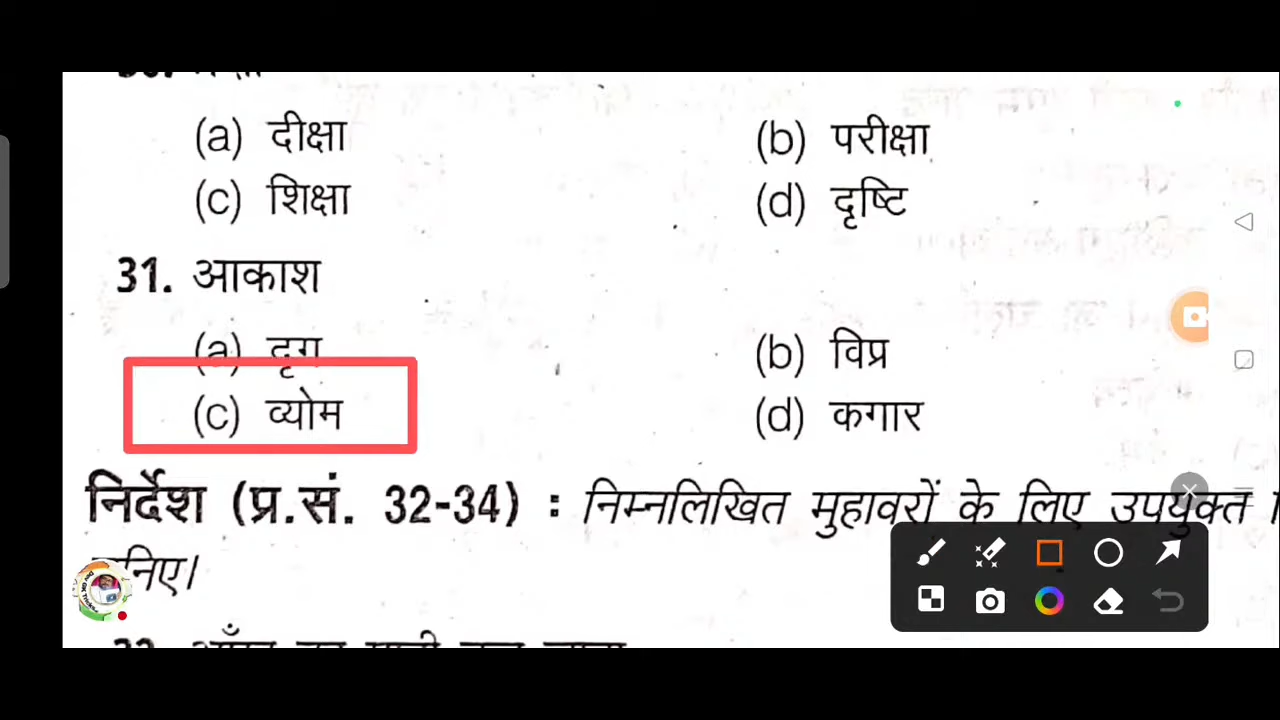 (a) दीक्षा (b) परीक्षा
(c) शिक्षा (d) दृष्टि
31. आकाश
(a) दृग (b) विप्र
(c) व्योम (d) कगार
निर्देश (प्र.सं. 32-34) : निम्नलिखित मुहावरों के लिए उपयुक्त